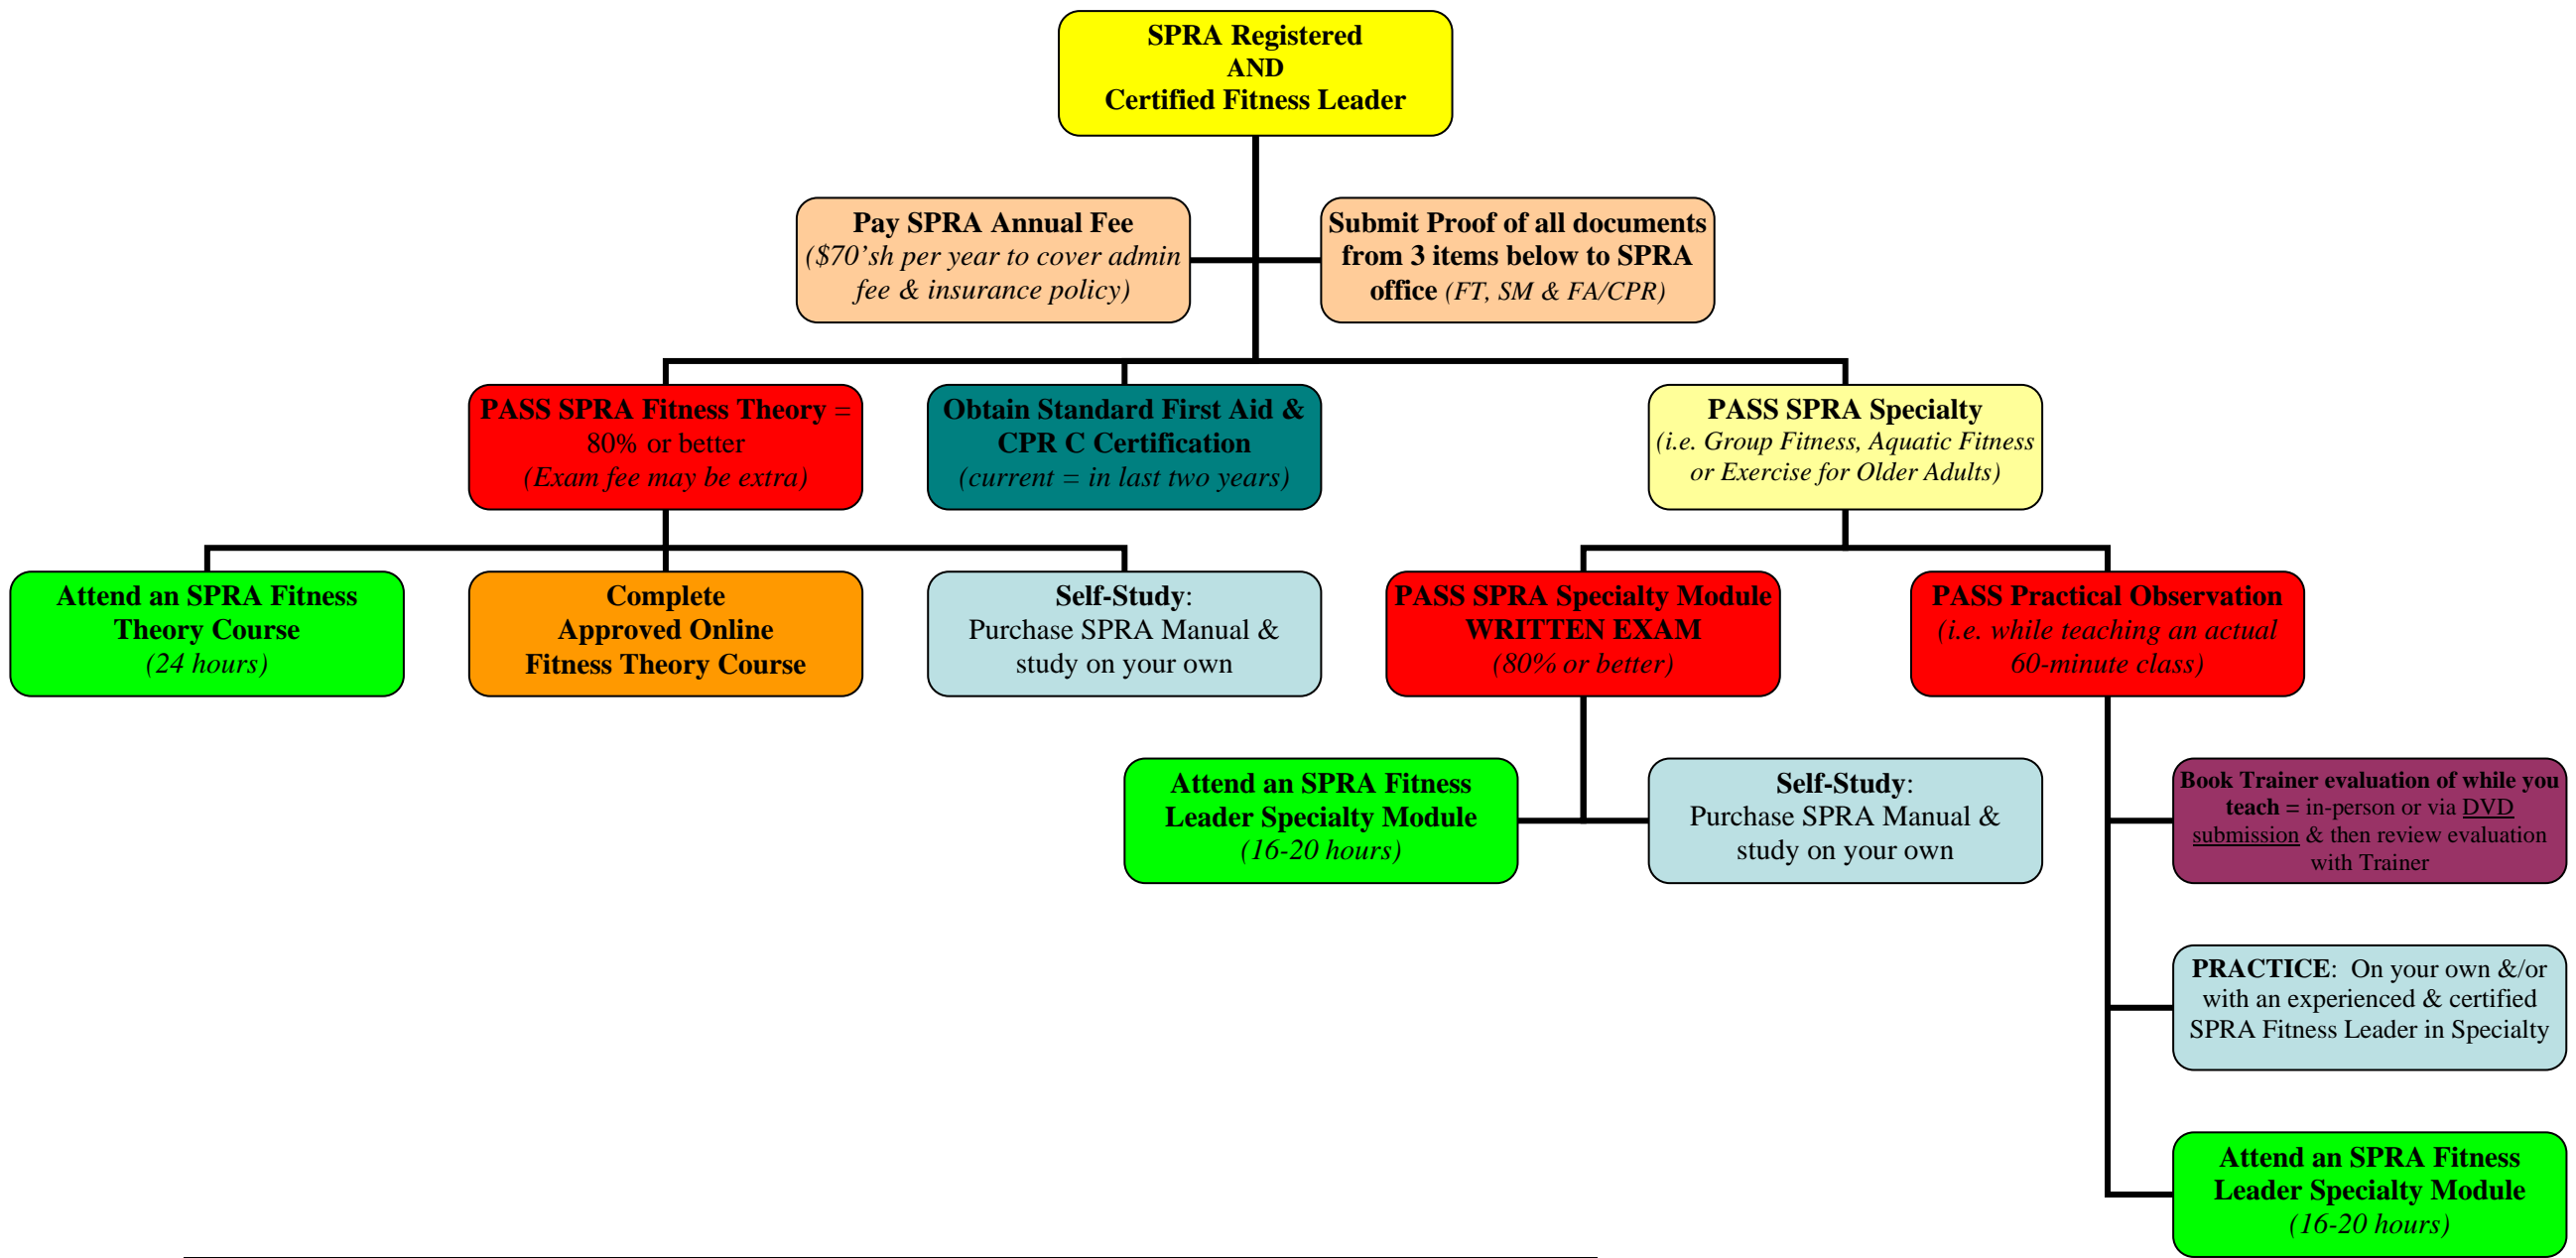 SPRA Registered
AND
Certified Fitness Leader
Pay SPRA Annual Fee
($70'sh per year to cover admin
fee & insurance policy)
Submit Proof of all documents
from 3 items below to SPRA
office (FT, SM & FA/CPR)
PASS SPRA Fitness Theory =
80% or better
(Exam fee may be extra)
Obtain Standard First Aid &
CPR C Certification
(current = in last two years)
PASS SPRA Specialty
(i.e. Group Fitness, Aquatic Fitness
or Exercise for Older Adults)
Attend an SPRA Fitness
Theory Course
(24 hours)
Complete
Approved Online
Fitness Theory Course
Self-Study:
Purchase SPRA Manual &
study on your own
PASS SPRA Specialty Module
WRITTEN EXAM
(80% or better)
PASS Practical Observation
(i.e. while teaching an actual
60-minute class)
Attend an SPRA Fitness
Leader Specialty Module
(16-20 hours)
Self-Study:
Purchase SPRA Manual &
study on your own
Book Trainer evaluation of while you
teach = in-person or via DVD
submission & then review evaluation
with Trainer
PRACTICE: On your own &/or
with an experienced & certified
SPRA Fitness Leader in Specialty
Attend an SPRA Fitness
Leader Specialty Module
(16-20 hours)